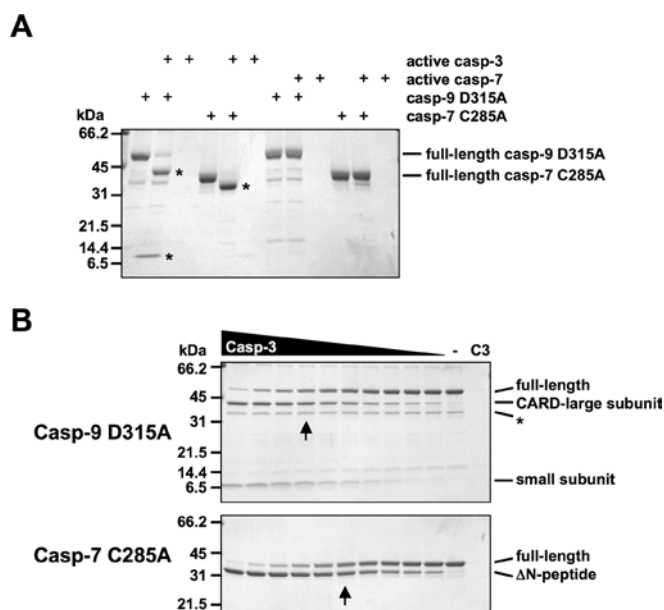 A
+ + + + active casp-3
+ + + + active casp-7
+ + + + casp-9 D315A
kDa + + + + casp-7 C285A
66.2
45 full-length casp-9 D315A
31 full-length casp-7 C285A
* *
21.5
14.4
6.5 *
B
kDa Casp-3 - C3
66.2
45 full-length
CARD-large subunit
31 *
Casp-9 D315A
21.5
14.4
6.5 small subunit
66.2
Casp-7 C285A 45 full-length
31 ΔN-peptide
21.5